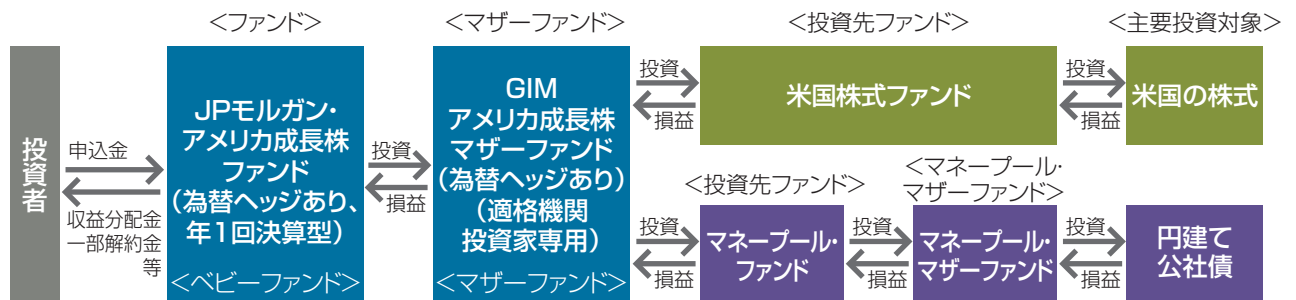 <ファンド>
<マザーファンド>
<投資先ファンド>
<主要投資対象>
投資者
申込金
収益分配金
一部解約金
等
JPモルガン・
アメリカ成長株
ファンド
(為替ヘッジあり、
年1回決算型)
<ベビーファンド>
投資
損益
GIM
アメリカ成長株
マザーファンド
(為替ヘッジあり)
(適格機関
投資家専用)
<マザーファンド>
投資
損益
米国株式ファンド
投資
損益
米国の株式
<投資先ファンド>
<マネープール・
マザーファンド>
投資
損益
マネープール・
ファンド
投資
損益
マネープール・
マザーファンド
投資
損益
円建て
公社債